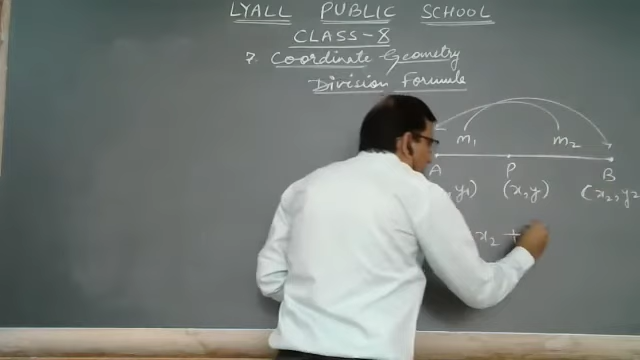 LYALL PUBLIC SCHOOL
CLASS-8
7. Coordinate Geometry
Division Formula
m₁ m₂
A P B
, y₁) (x, y) (x₂, y₂
x₂ +